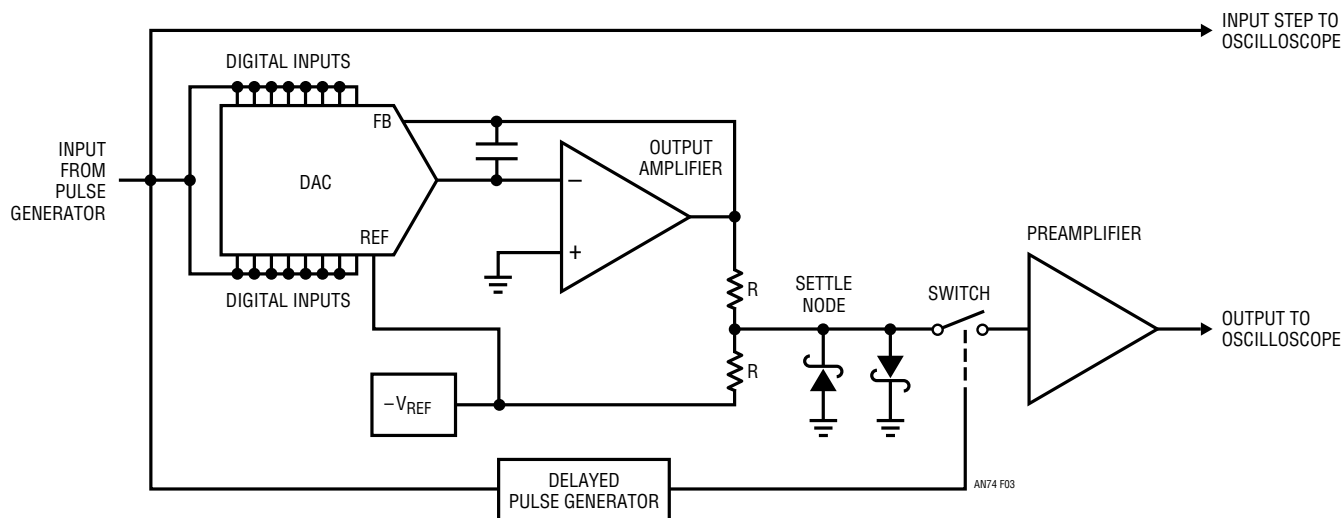 INPUT STEP TO
OSCILLOSCOPE
DIGITAL INPUTS
FB
INPUT
FROM
PULSE
GENERATOR
DAC
OUTPUT
AMPLIFIER
−
+
REF
DIGITAL INPUTS
R
SETTLE
NODE
SWITCH
PREAMPLIFIER
OUTPUT TO
OSCILLOSCOPE
R
−VREF
DELAYED
PULSE GENERATOR
AN74 F03